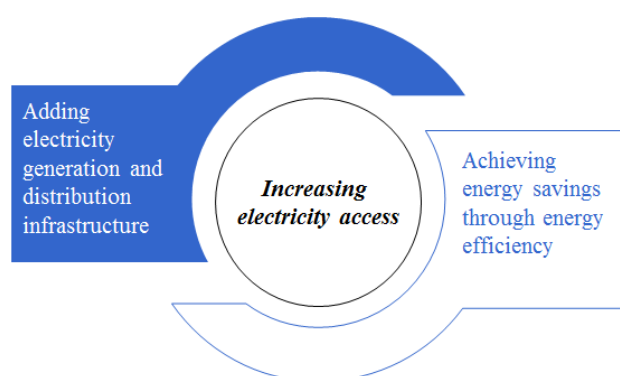 Adding
electricity
generation and
distribution
infrastructure
Increasing
electricity access
Achieving
energy savings
through energy
efficiency